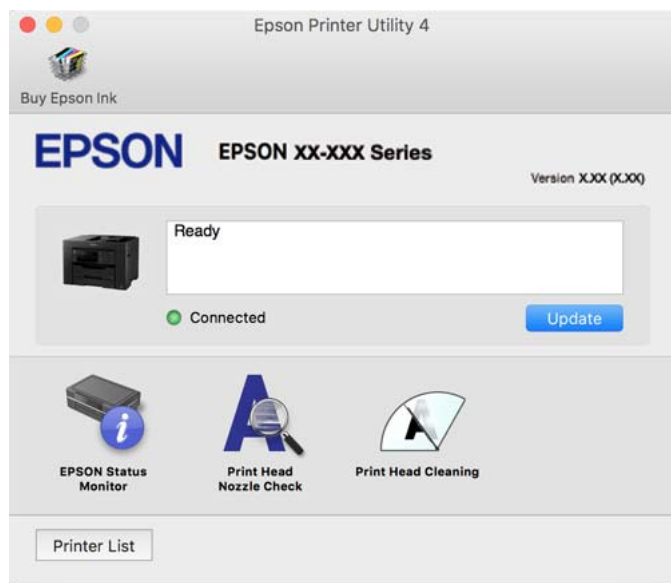 Epson Printer Utility 4
Buy Epson Ink
EPSON
EPSON XX-XXX Series
Version X.XX (X.XX)
Ready
Connected
Update
EPSON Status
Monitor
Print Head
Nozzle Check
Print Head Cleaning
Printer List